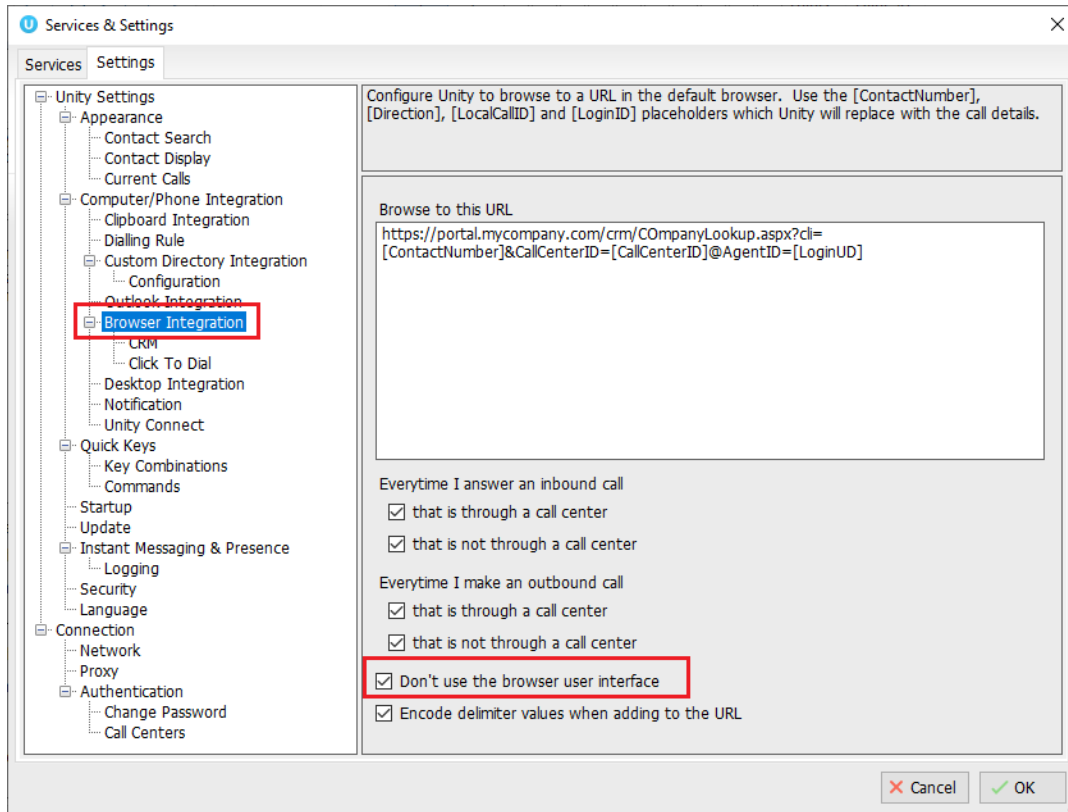 Services & Settings
Services
Settings
Unity Settings
Appearance
Contact Search
Contact Display
Current Calls
Computer/Phone Integration
Clipboard Integration
Dialling Rule
Custom Directory Integration
Configuration
Outlook Integration
Browser Integration
CRM
Click To Dial
Desktop Integration
Notification
Unity Connect
Quick Keys
Key Combinations
Commands
Startup
Update
Instant Messaging & Presence
Logging
Security
Language
Connection
Network
Proxy
Authentication
Change Password
Call Centers
Configure Unity to browse to a URL in the default browser.  Use the [ContactNumber],
[Direction], [LocalCallID] and [LoginID] placeholders which Unity will replace with the call details.
Browse to this URL
https://portal.mycompany.com/crm/COmpanyLookup.aspx?cli=
[ContactNumber]&CallCenterID=[CallCenterID]@AgentID=[LoginUD]
Everytime I answer an inbound call
that is through a call center
that is not through a call center
Everytime I make an outbound call
that is through a call center
that is not through a call center
Don't use the browser user interface
Encode delimiter values when adding to the URL
Cancel
OK